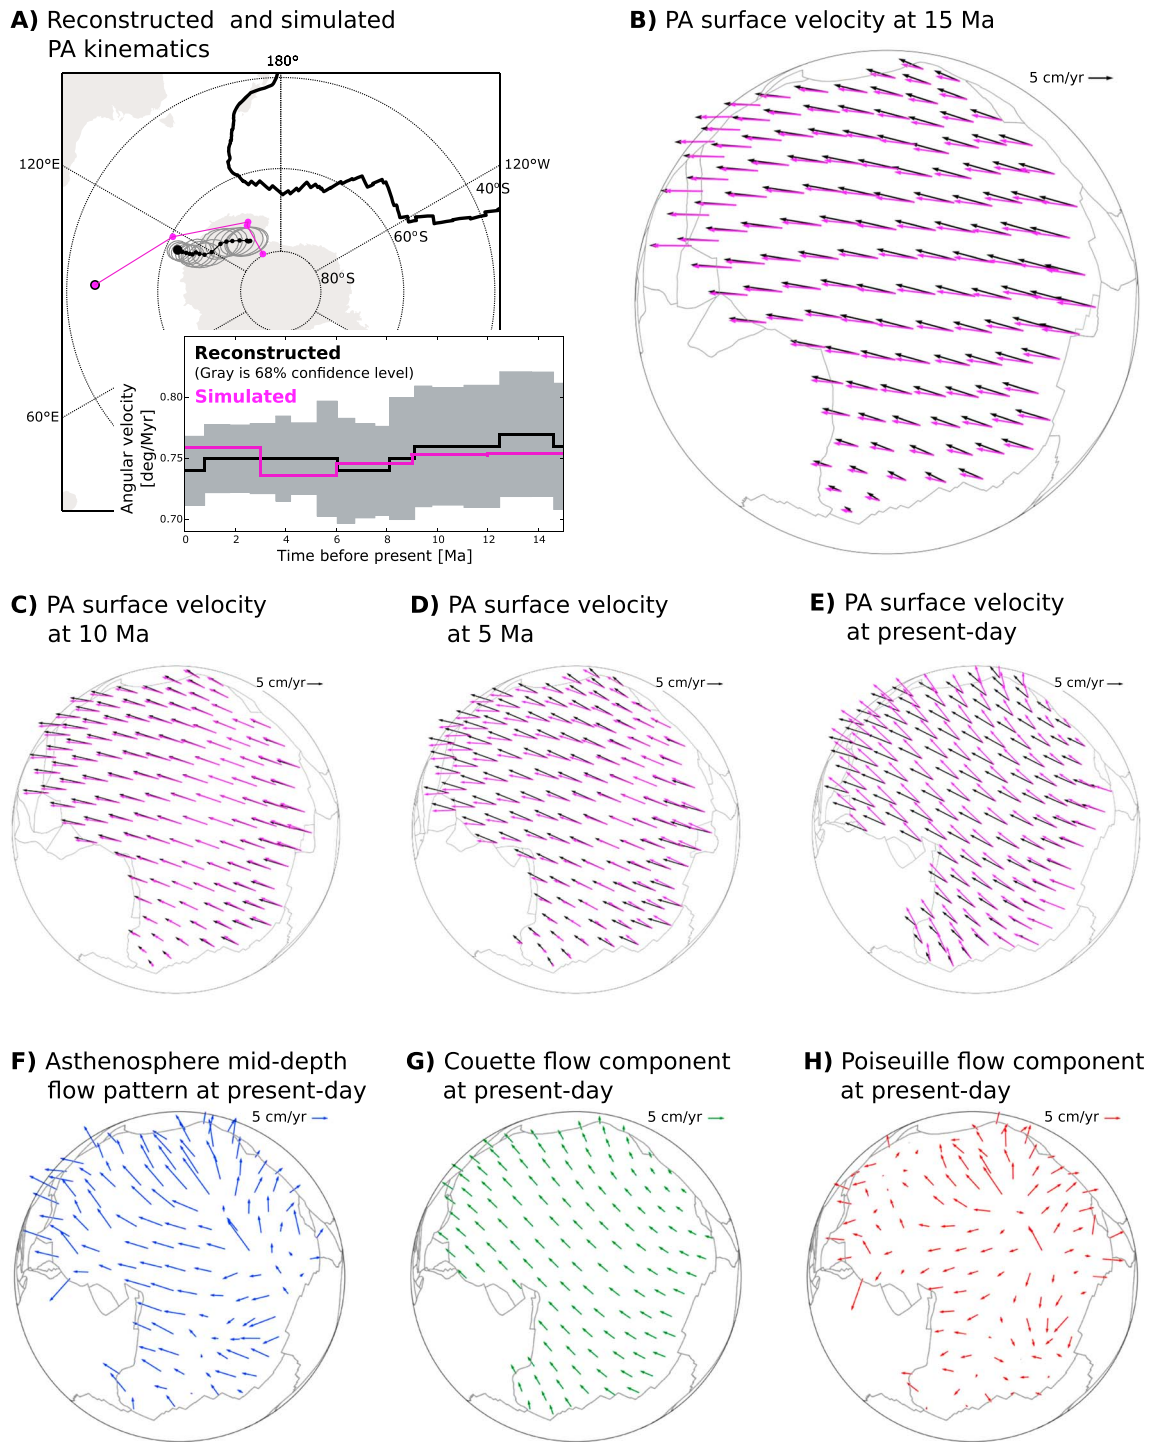 A) Reconstructed and simulated
PA kinematics
180°
120°E
120°W
40°S
60°S
80°S
60°E
Reconstructed
(Gray is 68% confidence level)
Simulated
Angular velocity
[deg/Myr]
0.80
0.75
0.70
0 2 4 6 8 10 12 14
Time before present [Ma]
B) PA surface velocity at 15 Ma
5 cm/yr
C) PA surface velocity
at 10 Ma
5 cm/yr
D) PA surface velocity
at 5 Ma
5 cm/yr
E) PA surface velocity
at present-day
5 cm/yr
F) Asthenosphere mid-depth
flow pattern at present-day
5 cm/yr
G) Couette flow component
at present-day
5 cm/yr
H) Poiseuille flow component
at present-day
5 cm/yr